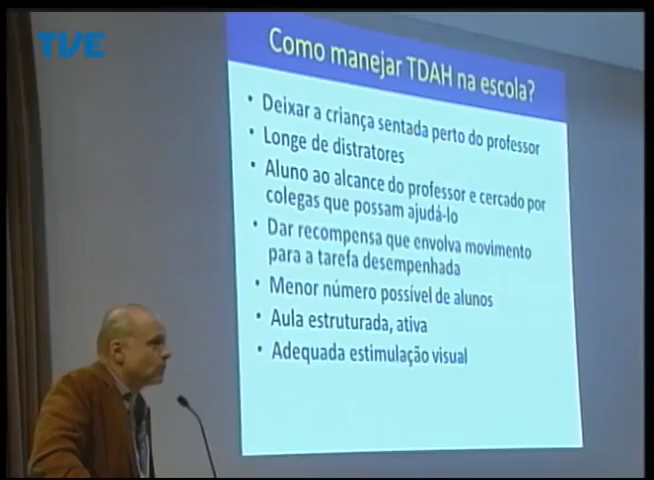 TVE
Como manejar TDAH na escola?
• Deixar a criança sentada perto do professor
• Longe de distratores
• Aluno ao alcance do professor e cercado por
colegas que possam ajudá-lo
• Dar recompensa que envolva movimento
para a tarefa desempenhada
• Menor número possível de alunos
• Aula estruturada, ativa
• Adequada estimulação visual